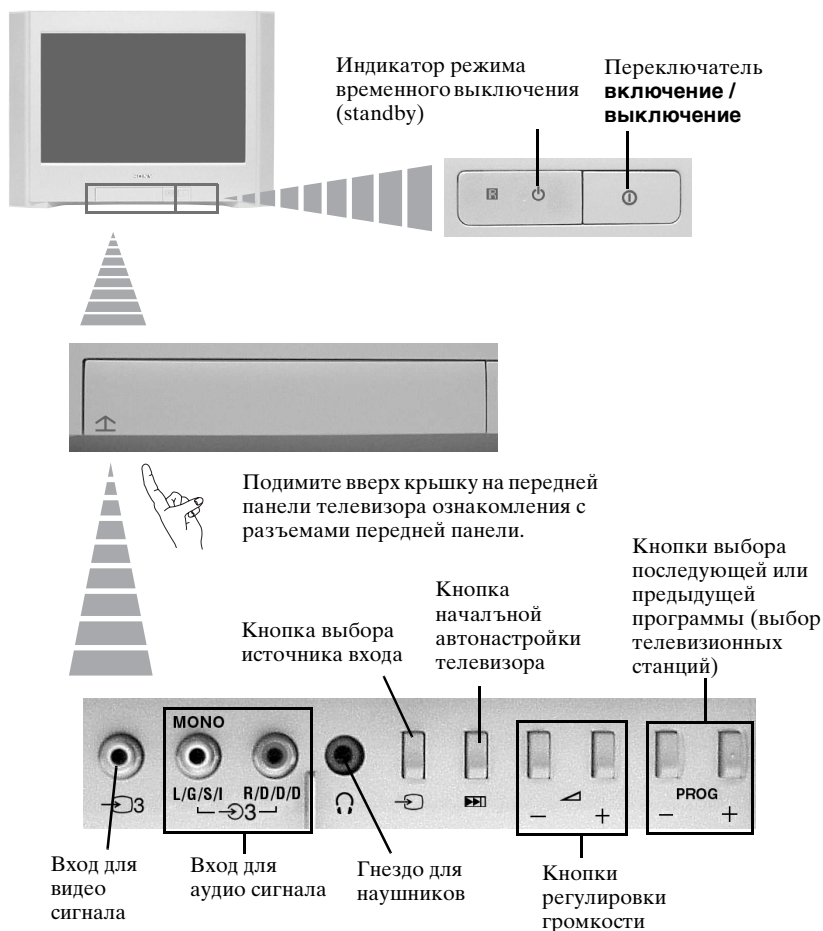 Индикатор режима
временного выключения
(standby)
Переключатель
включение /
выключение
Подимите вверх крьшку на передней
панели телевизора ознакомления с
разъемами передней панели.
Кнопка выбора
источника входа
Кнопка
началъной
автонастройки
телевизора
Кнопки выбора
последующей или
предыдущей
программы (выбор
телевизионных
станций)
MONO
L/G/S/I R/D/D/D
3
3
PROG
– +
– +
Вход для
видео
сигнала
Вход для
аудио сигнала
Гнездо для
наушников
Кнопки
регулировки
громкости